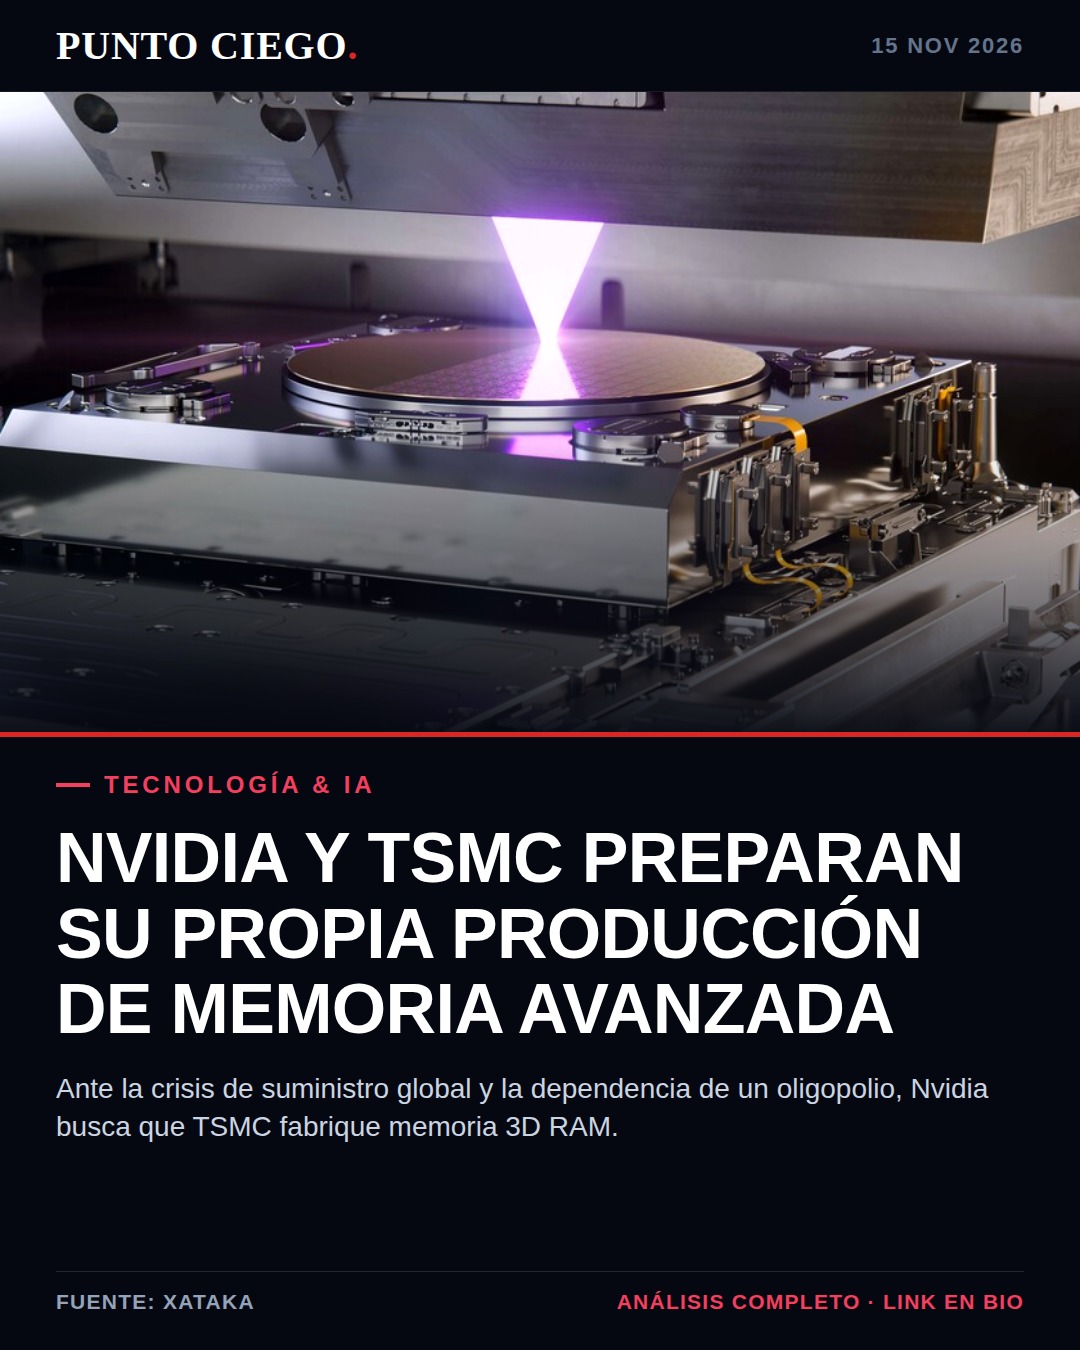 PUNTO CIEGO.
15 NOV 2026
TECNOLOGÍA & IA
NVIDIA Y TSMC PREPARAN
SU PROPIA PRODUCCIÓN
DE MEMORIA AVANZADA
Ante la crisis de suministro global y la dependencia de un oligopolio, Nvidia
busca que TSMC fabrique memoria 3D RAM.
FUENTE: XATAKA
ANÁLISIS COMPLETO · LINK EN BIO